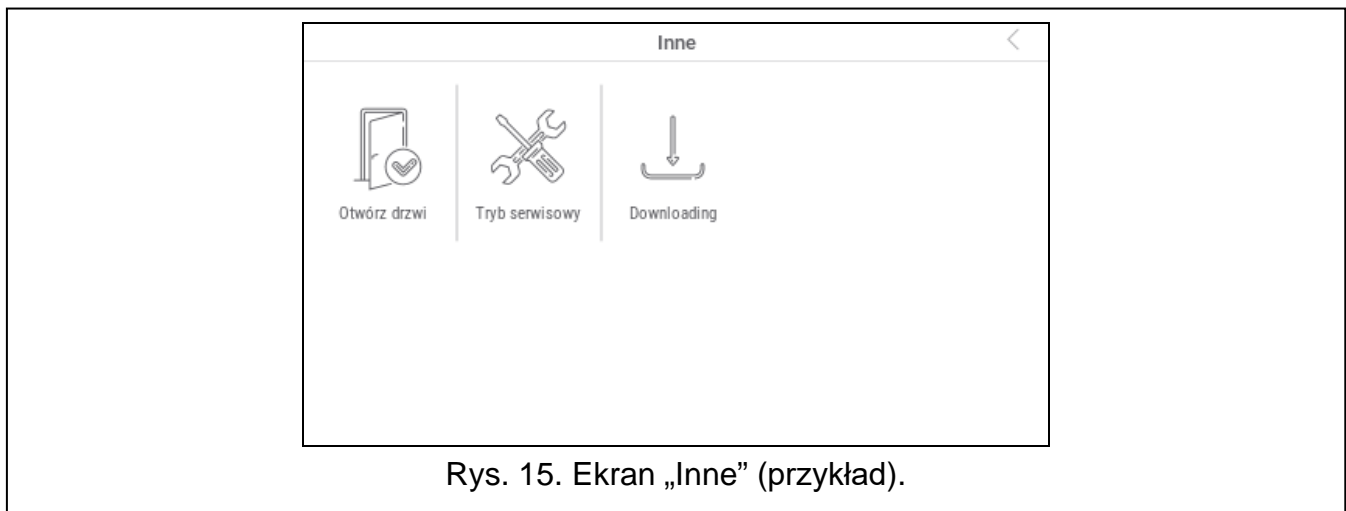 Inne
Otwórz drzwi
Tryb serwisowy
Downloading
Rys. 15. Ekran „Inne” (przykład).